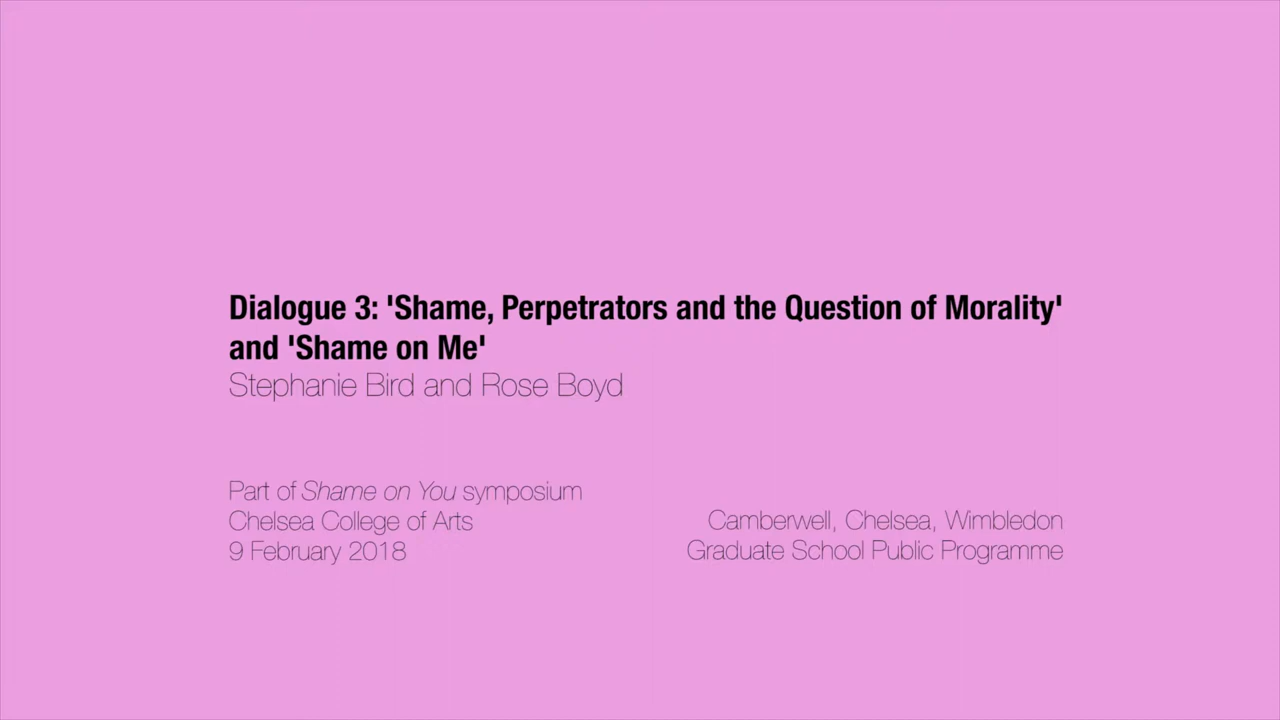 Dialogue 3: 'Shame, Perpetrators and the Question of Morality'
and 'Shame on Me'
Stephanie Bird and Rose Boyd
Part of Shame on You symposium
Chelsea College of Arts
9 February 2018
Camberwell, Chelsea, Wimbledon
Graduate School Public Programme